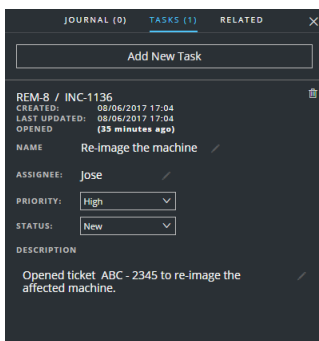 JOURNAL (0) TASKS (1) RELATED
Add New Task
REM-8 / INC-1136
CREATED: 08/06/2017 17:04
LAST UPDATED: 08/06/2017 17:04
OPENED (35 minutes ago)
NAME Re-image the machine
ASSIGNEE: Jose
PRIORITY: High
STATUS: New
DESCRIPTION
Opened ticket ABC - 2345 to re-image the
affected machine.